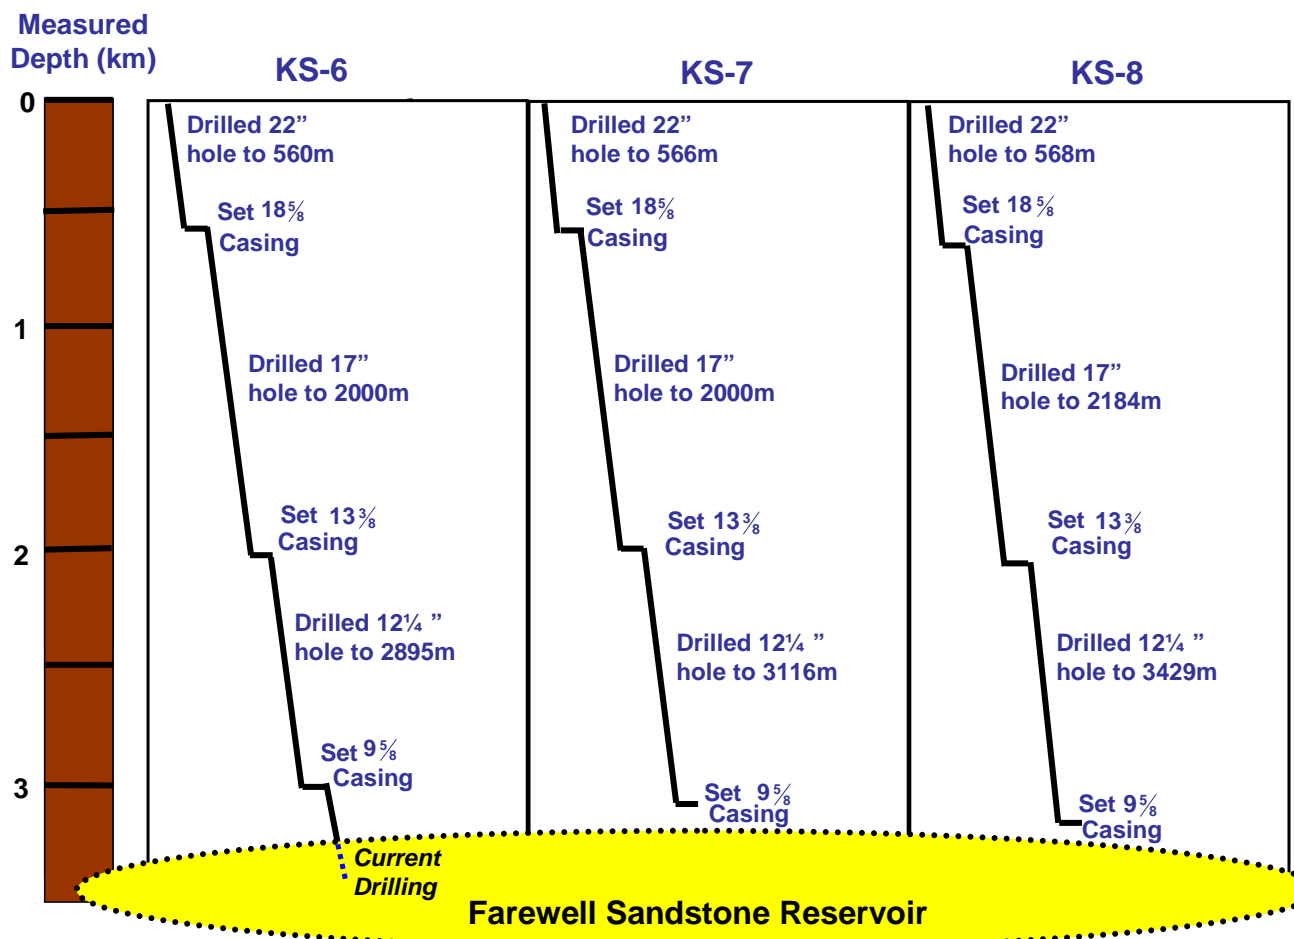 Measured
Depth (km)
KS-6
KS-7
KS-8
0
1
2
3
Drilled 22”
hole to 560m
Set 18⅝
Casing
Drilled 17”
hole to 2000m
Set 13⅜
Casing
Drilled 12¼ ”
hole to 2895m
Set 9⅝
Casing
Current
Drilling
Drilled 22”
hole to 566m
Set 18⅝
Casing
Drilled 17”
hole to 2000m
Set 13⅜
Casing
Drilled 12¼ ”
hole to 3116m
Set 9⅝
Casing
Drilled 22”
hole to 568m
Set 18⅝
Casing
Drilled 17”
hole to 2184m
Set 13⅜
Casing
Drilled 12¼ ”
hole to 3429m
Set 9⅝
Casing
Farewell Sandstone Reservoir